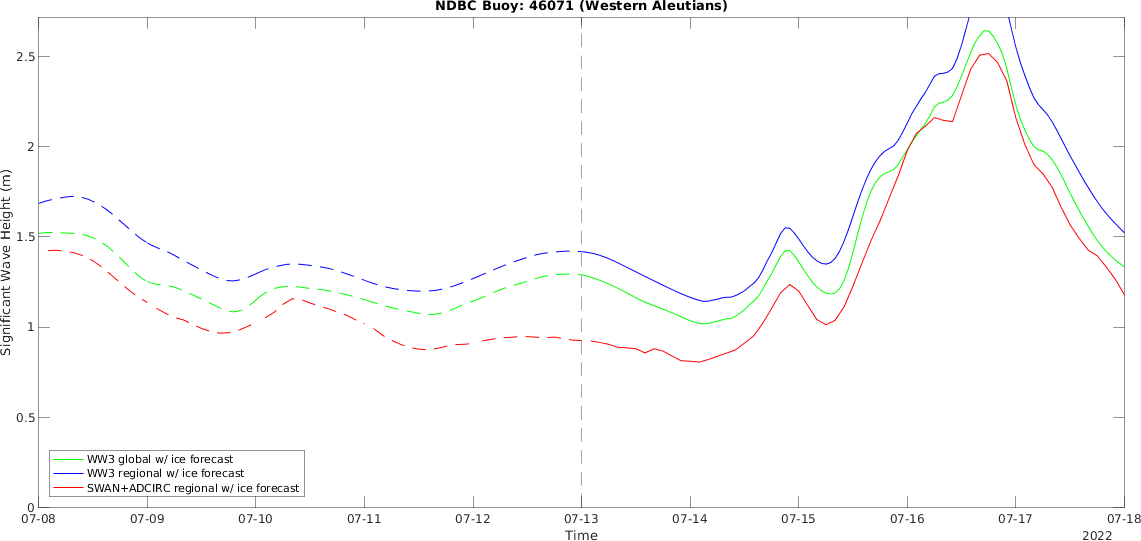 NDBC Buoy: 46071 (Western Aleutians)
2.5
2
1.5
1
0.5
0
Significant Wave Height (m)
WW3 global w/ ice forecast
WW3 regional w/ ice forecast
SWAN+ADCIRC regional w/ ice forecast
07-08 07-09 07-10 07-11 07-12 07-13 07-14 07-15 07-16 07-17 07-18
Time
2022